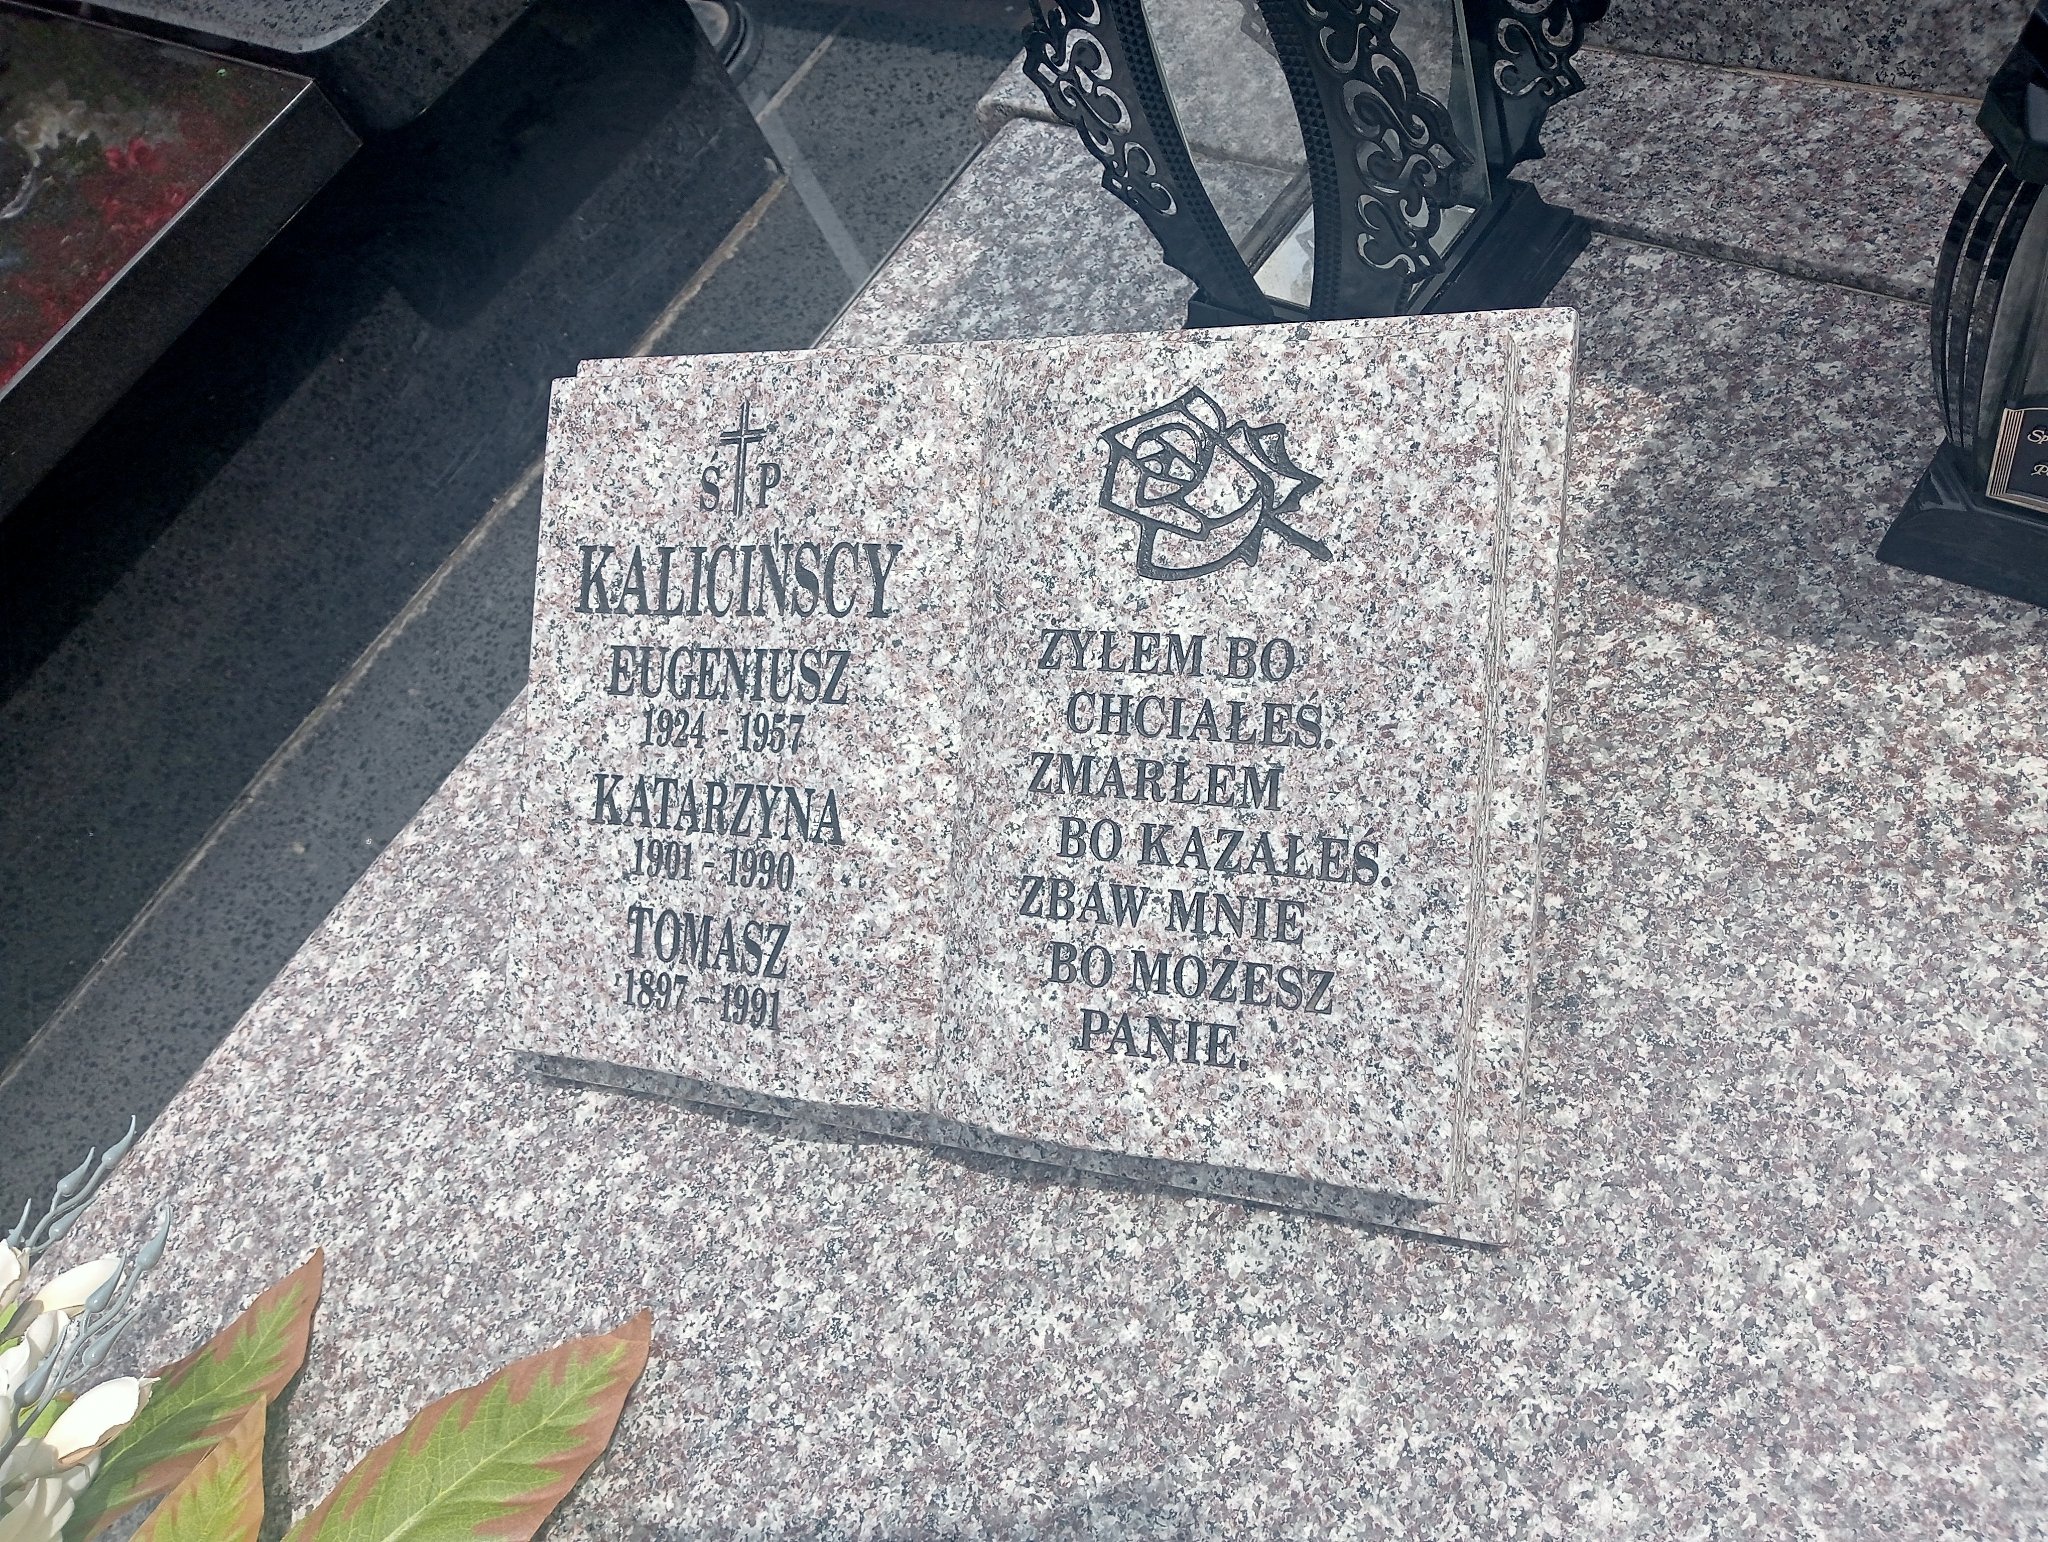 Ś P
KALICIŃSCY
EUGENIUSZ
1924 - 1957
KATARZYNA
1901 - 1990
TOMASZ
1897 - 1991
ZYŁEM BO
CHCIAŁEŚ.
ZMARŁEM
BO KAZAŁEŚ.
ZBAW MNIE
BO MOŻESZ
PANIE.